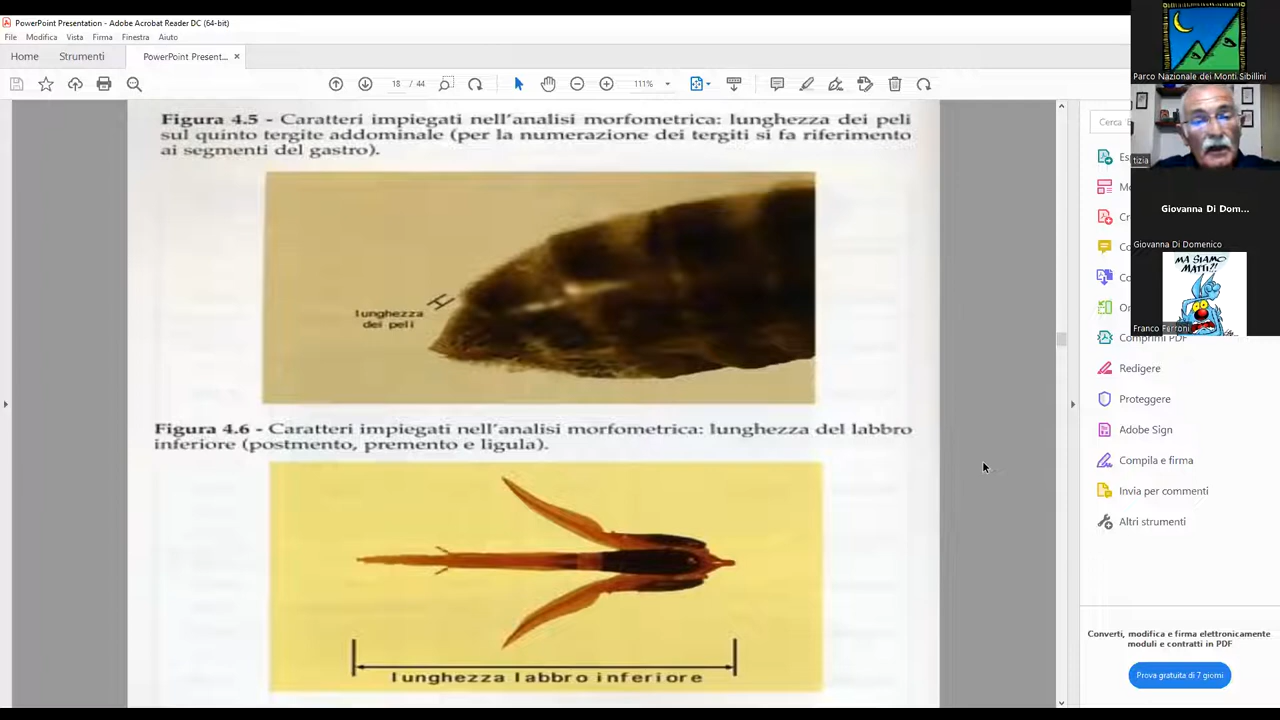 PowerPoint Presentation - Adobe Acrobat Reader DC (64-bit)
File Modifica Vista Firma Finestra Aiuto
Home Strumenti PowerPoint Present... ×
18 / 44 111%
Figura 4.5 - Caratteri impiegati nell'analisi morfometrica: lunghezza dei peli
sul quinto tergite addominale (per la numerazione dei tergiti si fa riferimento
ai segmenti del gastro).
lunghezza
dei peli
Figura 4.6 - Caratteri impiegati nell'analisi morfometrica: lunghezza del labbro
inferiore (postmento, premento e ligula).
lunghezza labbro inferiore
Cerca
Comprimi PDF
Redigere
Proteggere
Adobe Sign
Compila e firma
Invia per commenti
Altri strumenti
Converti, modifica e firma elettronicamente
moduli e contratti in PDF
Prova gratuita di 7 giorni
Parco Nazionale dei Monti Sibillini
tizia
Giovanna Di Dom...
Giovanna Di Domenico
MA SIAMO
MATTI?!
Franco Ferroni